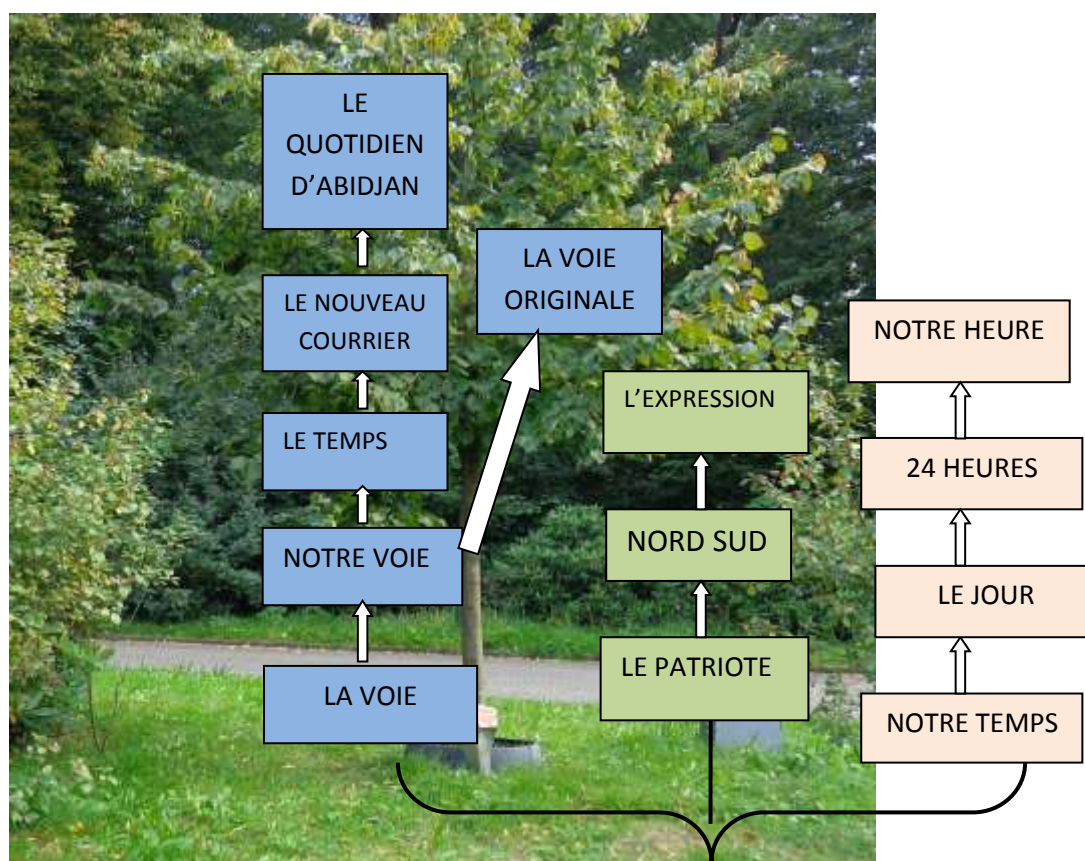 LE
QUOTIDIEN
D’ABIDJAN
LE NOUVEAU
COURRIER
LE TEMPS
NOTRE VOIE
LA VOIE
LA VOIE
ORIGINALE
L’EXPRESSION
NORD SUD
LE PATRIOTE
NOTRE HEURE
24 HEURES
LE JOUR
NOTRE TEMPS